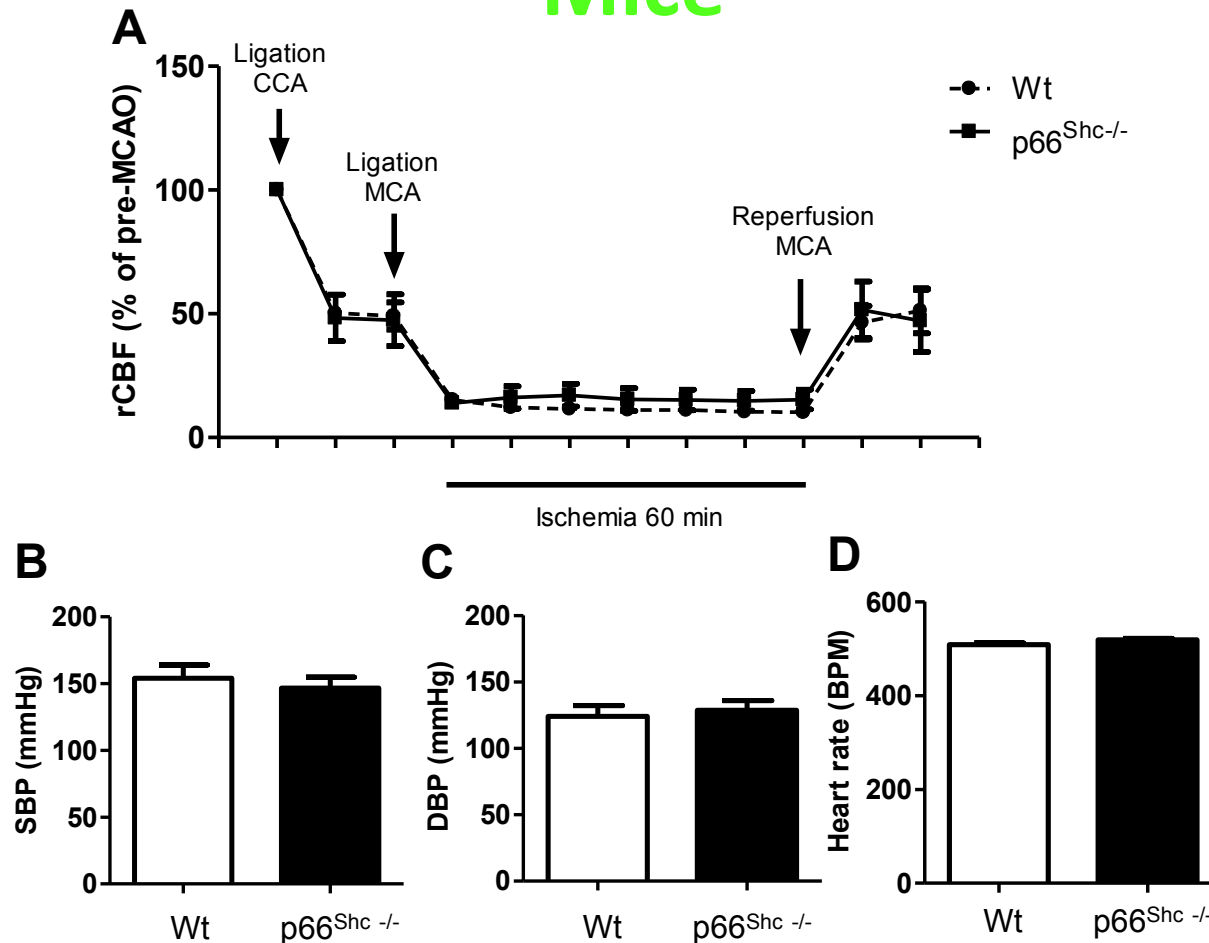 Mice
A
Ligation
CCA
Ligation
MCA
Reperfusion
MCA
Wt
p66Shc-/-
rCBF (% of pre-MCAO)
150
100
50
0
Ischemia 60 min
B
SBP (mmHg)
200
150
100
50
0
Wt
p66Shc -/-
C
DBP (mmHg)
200
150
100
50
0
Wt
p66Shc -/-
D
Heart rate (BPM)
600
400
200
0
Wt
p66Shc -/-